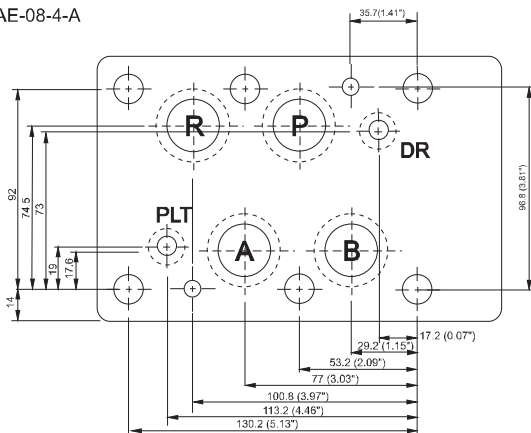 AE-08-4-A
35.7(1.41")
R
P
DR
92
74.5
73
96.8 (3.81")
PLT
A
B
19
17.6
14
17.2 (0.07")
29.2 (1.15")
53.2 (2.09")
77 (3.03")
100.8 (3.97")
113.2 (4.46")
130.2 (5.13")